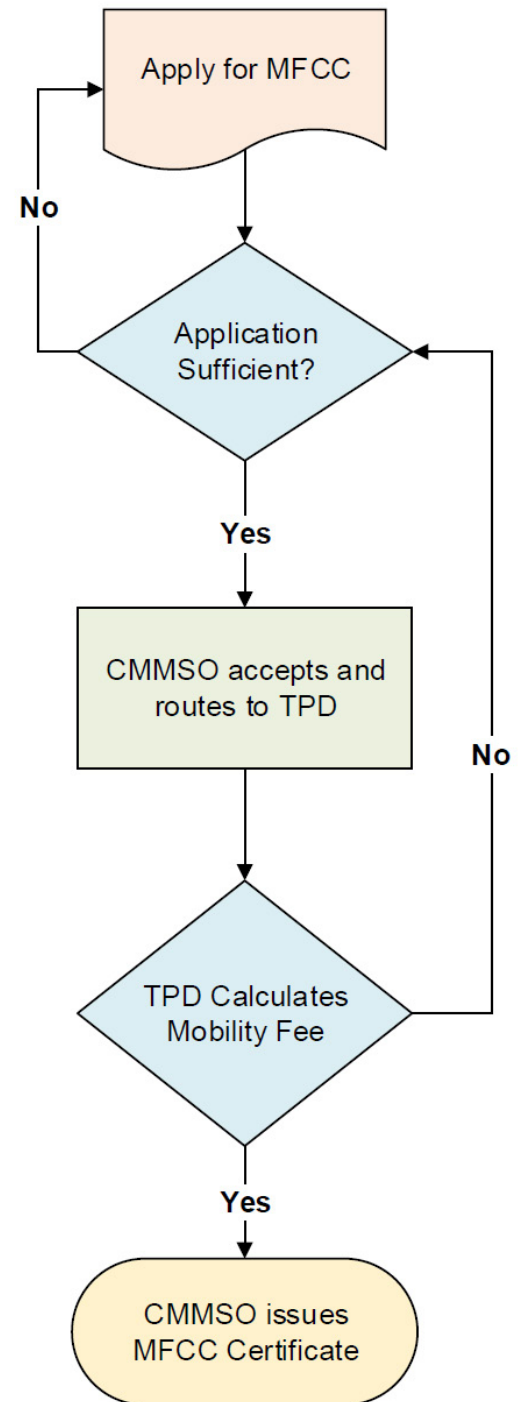 Apply for MFCC
No
Application
Sufficient?
Yes
CMMSO accepts and
routes to TPD
No
TPD Calculates
Mobility Fee
Yes
CMMSO issues
MFCC Certificate